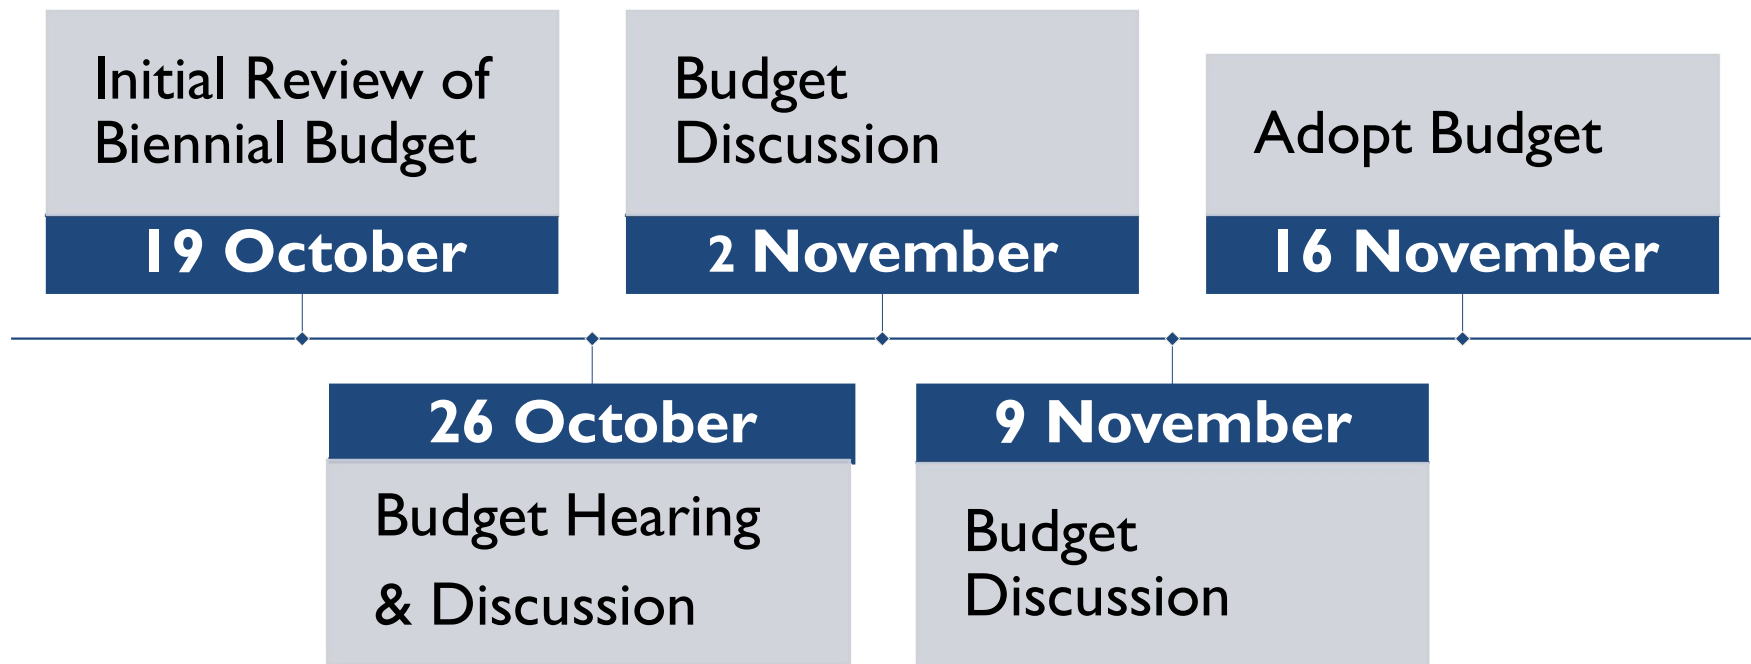 Initial Review of
Biennial Budget
19 October
26 October
Budget Hearing
& Discussion
Budget
Discussion
2 November
9 November
Budget
Discussion
Adopt Budget
16 November